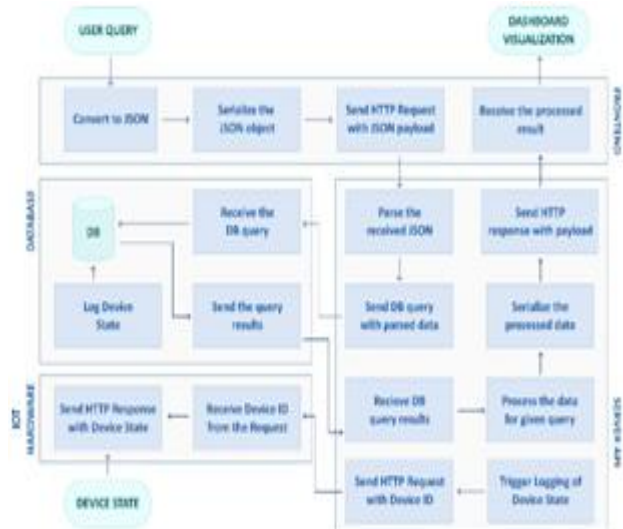 USER QUERY
DASHBOARD
VISUALIZATION
Convert to JSON
Serialize the
JSON object
Send HTTP Request
with JSON payload
Receive the processed
result
FRONTEND
DATABASE
DB
Receive the
DB query
Log Device
State
Send the query
results
Parse the
received JSON
Send HTTP
response with payload
Send DB query
with parsed data
Serialize the
processed data
Recieve DB
query results
Process the data
for given query
Send HTTP Request
with Device ID
Trigger Logging of
Device State
SERVER API
IOT
HARDWARE
Send HTTP Response
with Device State
Receive Device ID
from the Request
DEVICE STATE